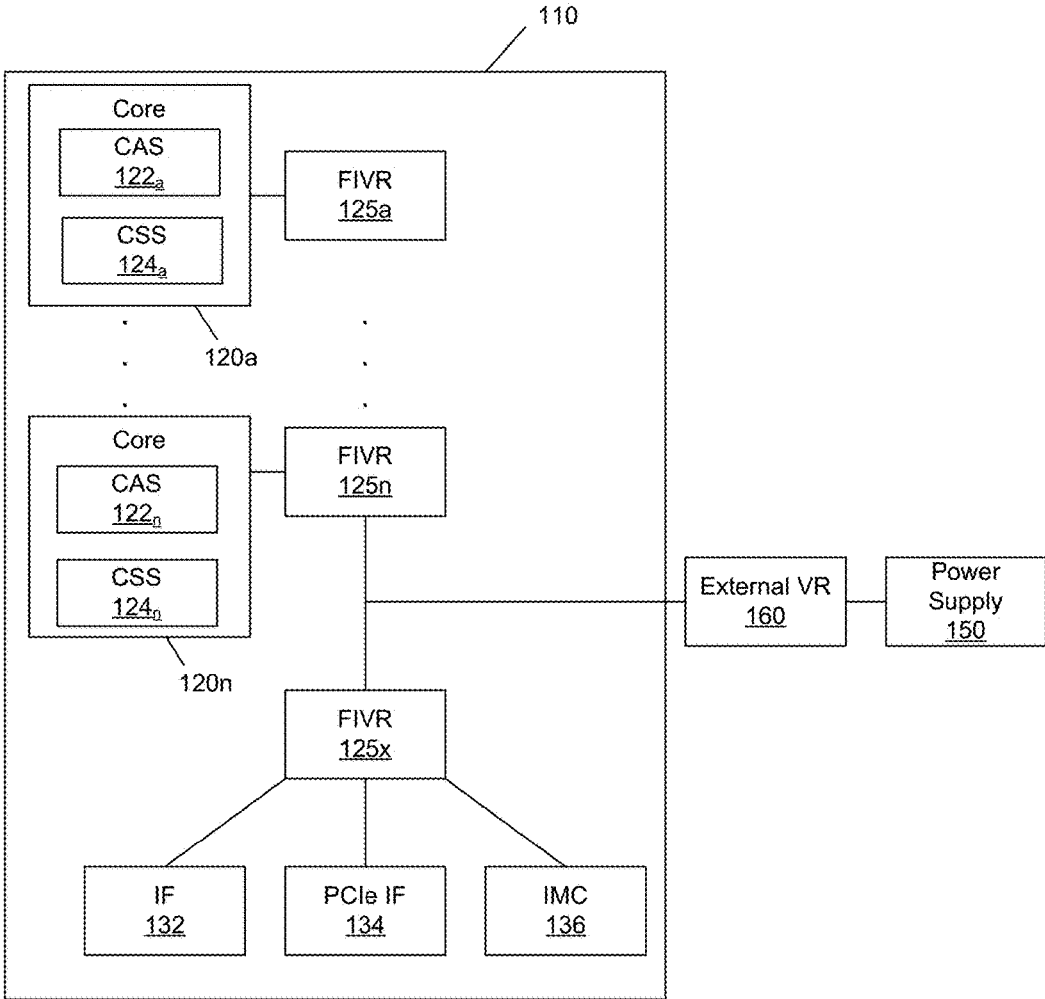 110
Core
CAS
122a
CSS
124a
FIVR
125a
120a
Core
CAS
122n
CSS
124n
FIVR
125n
120n
External VR
160
Power
Supply
150
FIVR
125x
IF
132
PCIe IF
134
IMC
136